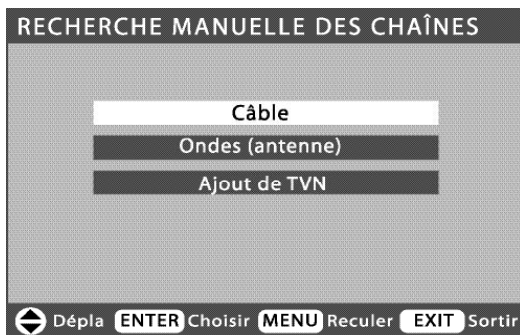 RECHERCHE MANUELLE DES CHAÎNES
Câble
Ondes (antenne)
Ajout de TVN
Dépla ENTER Choisir MENU Reculer EXIT Sortir